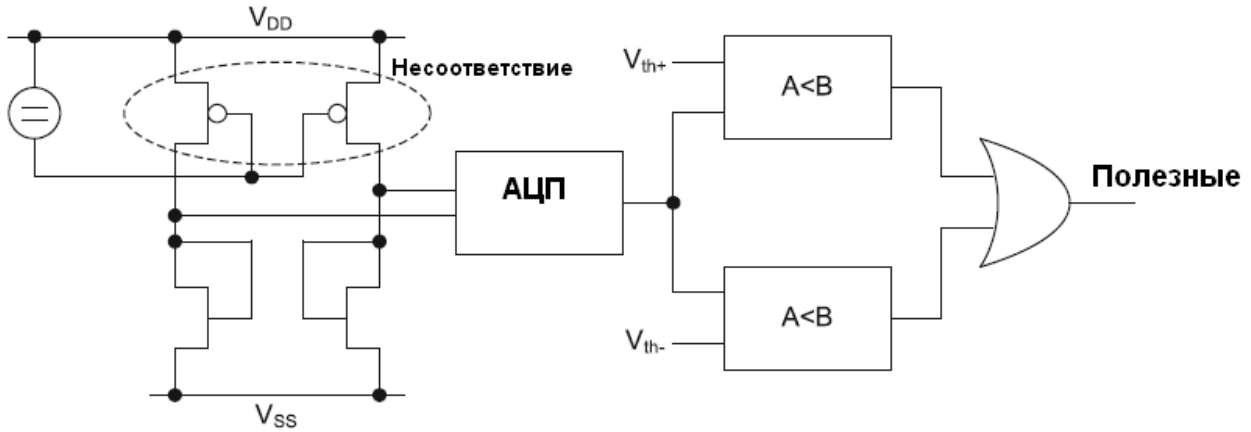 VDD
Несоответствие
Vth+
A<B
АЦП
Полезные
A<B
Vth-
VSS